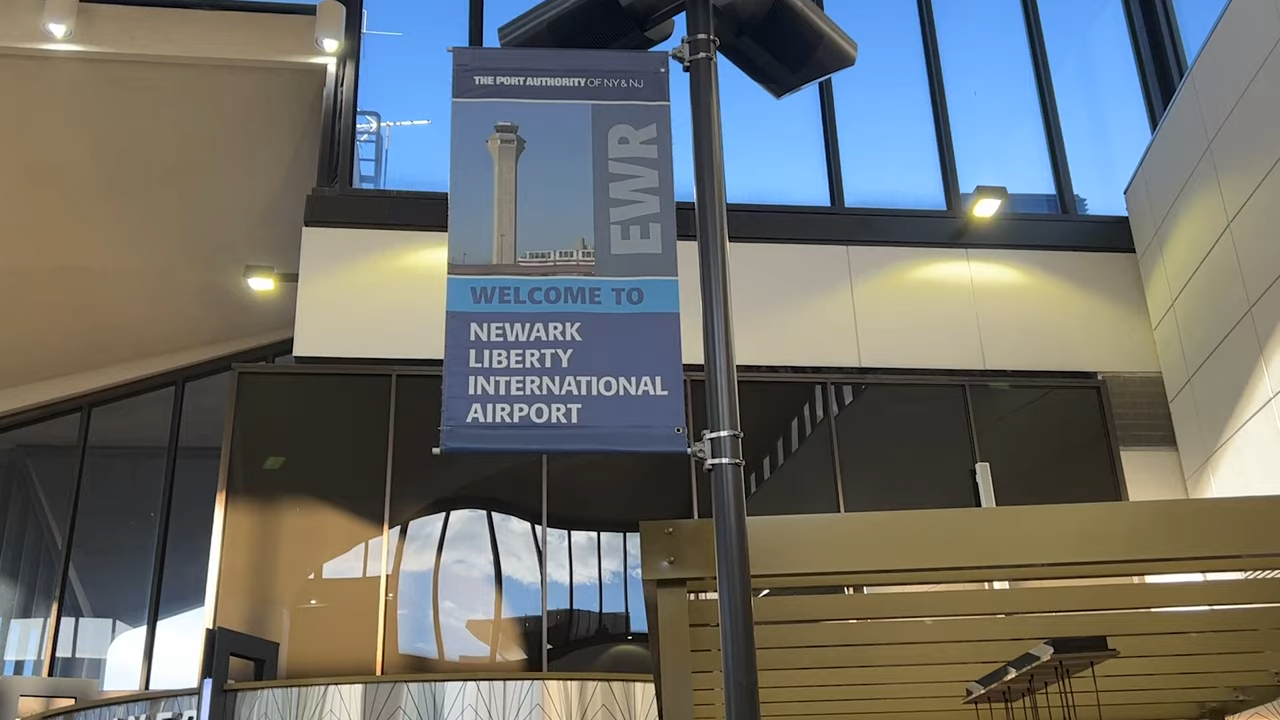 THE PORT AUTHORITY OF NY & NJ
EWR
WELCOME TO
NEWARK
LIBERTY
INTERNATIONAL
AIRPORT